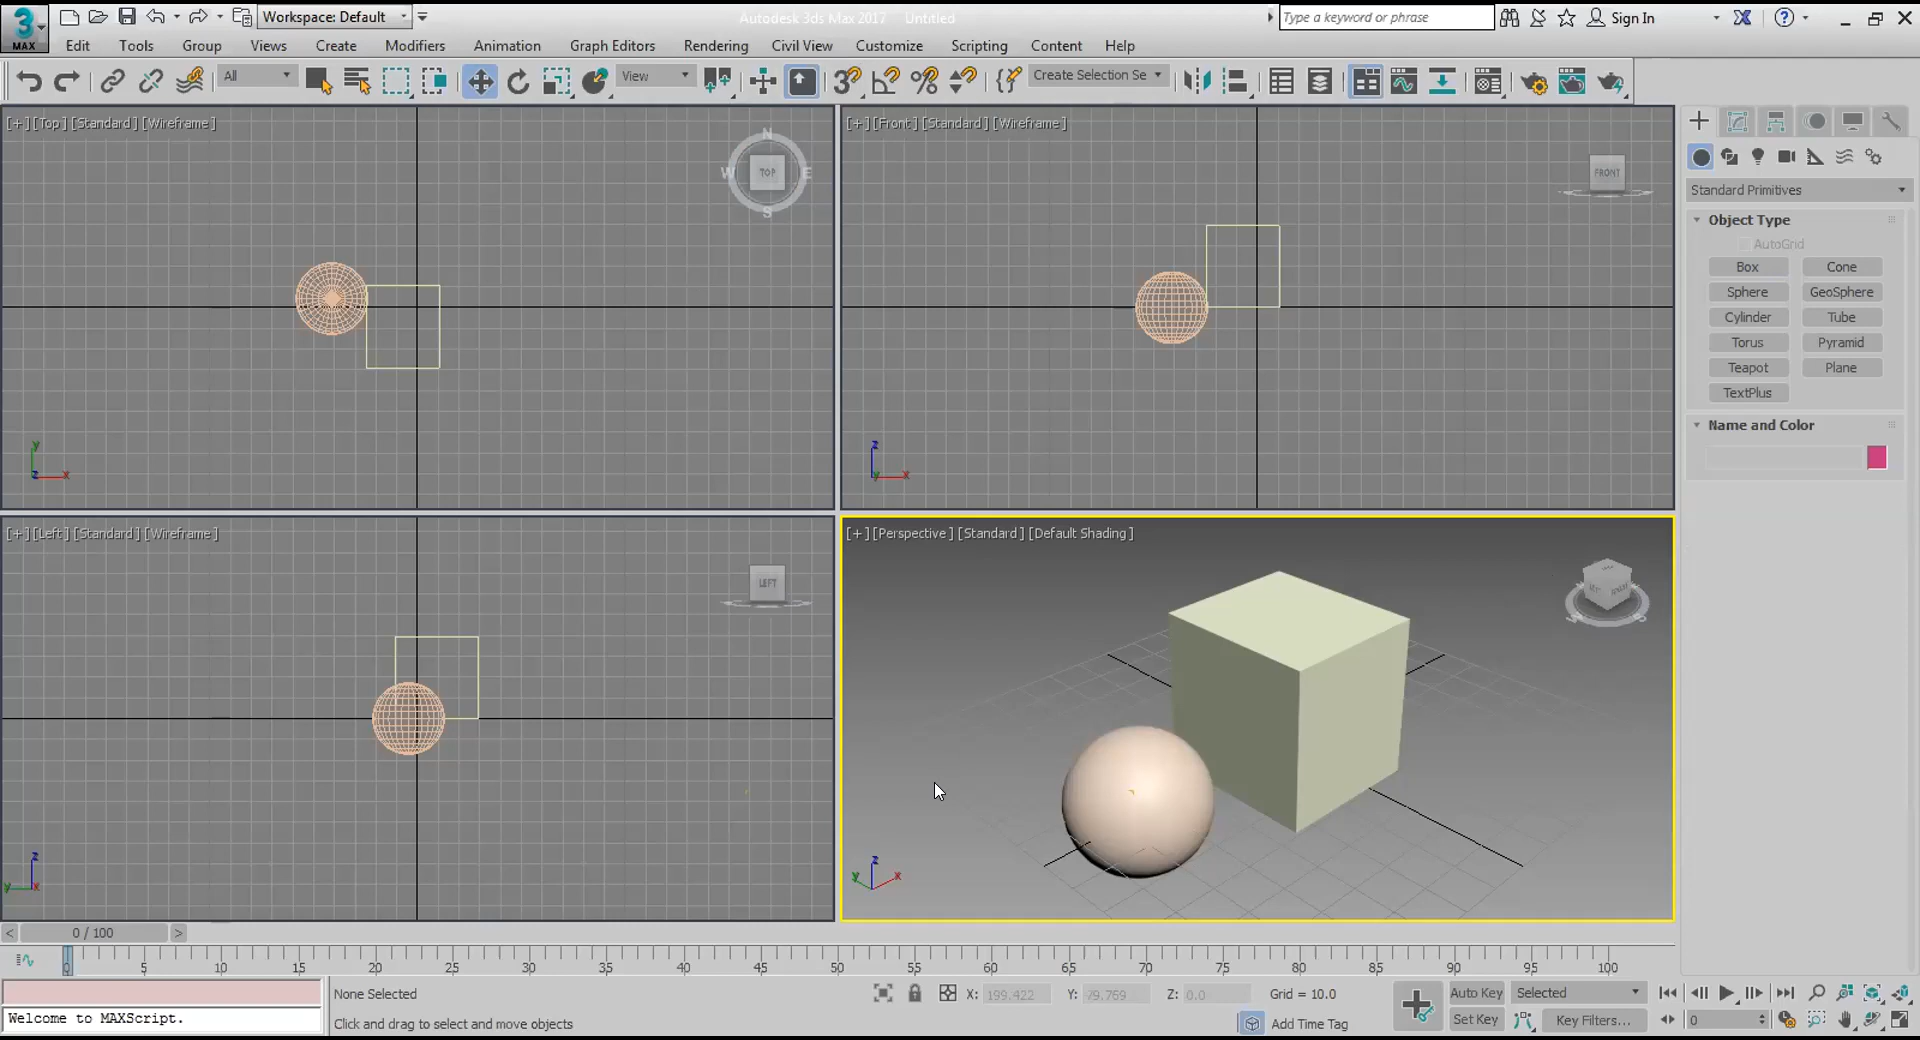 3
MAX
Workspace: Default
Autodesk 3ds Max 2017 Untitled
Type a keyword or phrase
Sign In
Edit Tools Group Views Create Modifiers Animation Graph Editors Rendering Civil View Customize Scripting Content Help
All
View
Create Selection Se
[+] [Top] [Standard] [Wireframe]
N
W TOP E
S
[+] [Front] [Standard] [Wireframe]
FRONT
Standard Primitives
Object Type
AutoGrid
Box Cone
Sphere GeoSphere
Cylinder Tube
Torus Pyramid
Teapot Plane
TextPlus
Name and Color
y
z x
z
y x
[+] [Left] [Standard] [Wireframe]
LEFT
[+] [Perspective] [Standard] [Default Shading]
z
y x
z
y x
< 0 / 100 >
0 5 10 15 20 25 30 35 40 45 50 55 60 65 70 75 80 85 90 95 100
None Selected
X: 199.422 Y: 79.769 Z: 0.0 Grid = 10.0
Auto Key Selected
Welcome to MAXScript.
Click and drag to select and move objects
Add Time Tag
Set Key Key Filters...
0